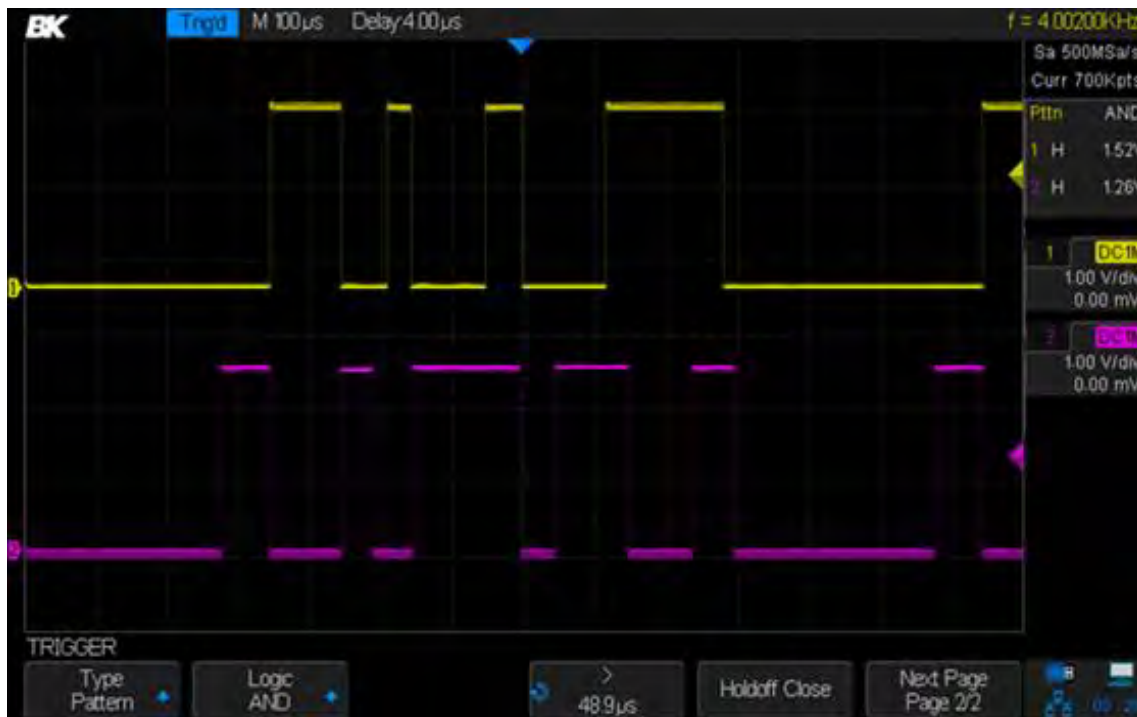 BK Trig'd M 100µs Delay:4.00µs f = 4.00200KHz
Sa 500MSa/s
Curr 700Kpts
Pttn AND
1 H 1.52V
2 H 1.26V
1 DC1M
1.00 V/div
0.00 mV
2 DC1M
1.00 V/div
0.00 mV
1
2
TRIGGER
Type
Pattern
Logic
AND
>
48.9µs
Holdoff Close
Next Page
Page 2/2